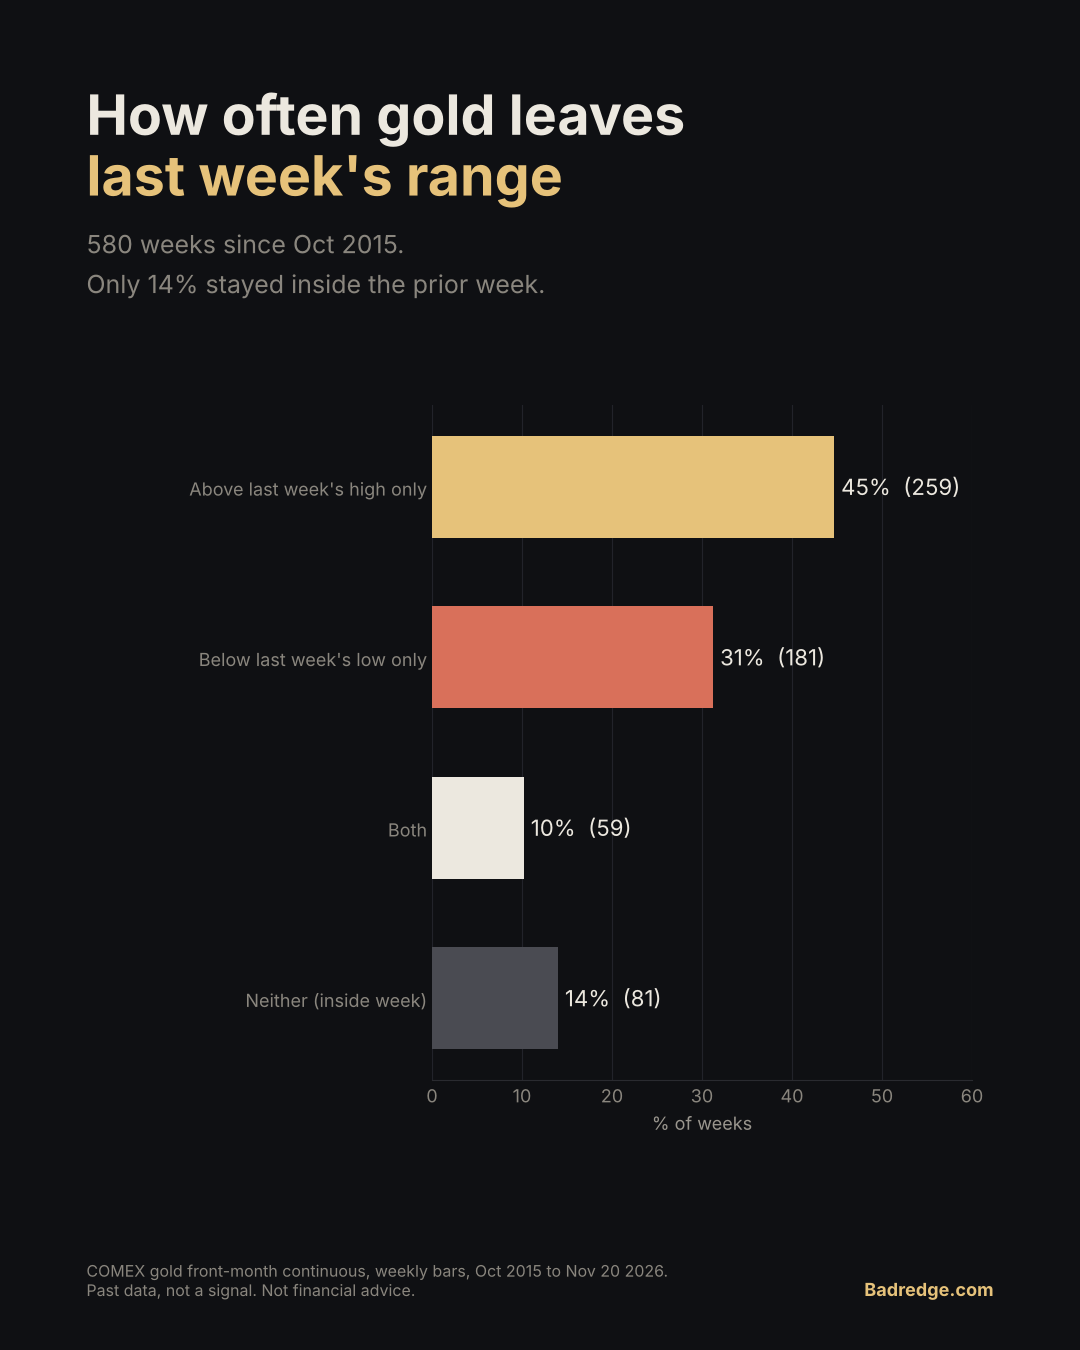 How often gold leaves
last week's range
580 weeks since Oct 2015.
Only 14% stayed inside the prior week.
Above last week's high only
45% (259)
Below last week's low only
31% (181)
Both
10% (59)
Neither (inside week)
14% (81)
0 10 20 30 40 50 60
% of weeks
COMEX gold front-month continuous, weekly bars, Oct 2015 to Nov 20 2026.
Past data, not a signal. Not financial advice.
Badredge.com